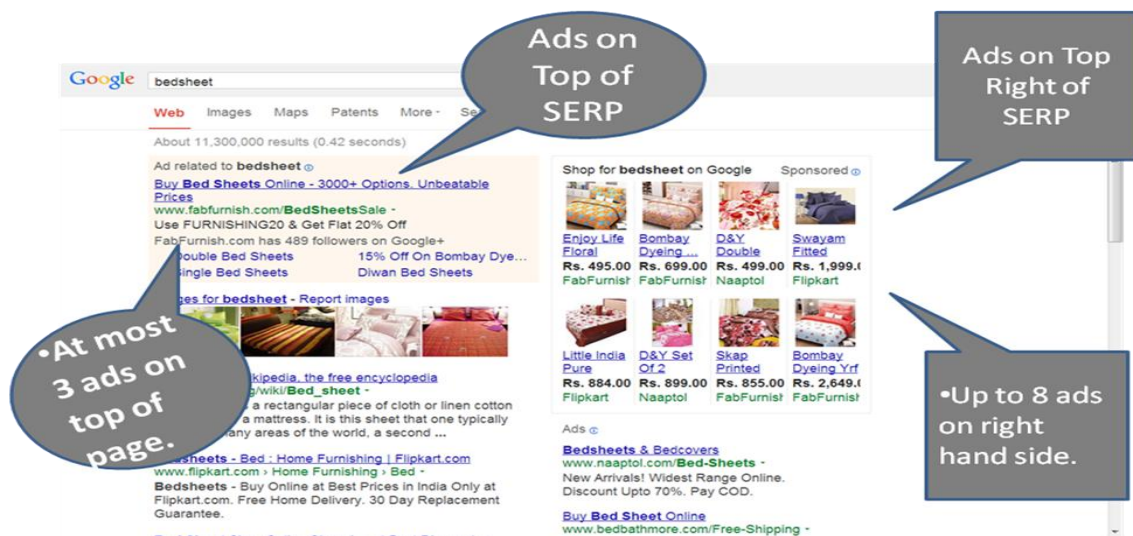 Ads on
Top of
SERP
Ads on Top
Right of
SERP
Google
bedsheet
Web Images Maps Patents More
About 11,300,000 results (0.42 seconds)
Ad related to bedsheet
Buy Bed Sheets Online - 3000+ Options. Unbeatable
Prices
www.fabfurnish.com/BedSheetsSale
Use FURNISHING20 & Get Flat 20% Off
FabFurnish.com has 489 followers on Google+
Double Bed Sheets 15% Off On Bombay Dye...
Single Bed Sheets Diwan Bed Sheets
for bedsheet - Report images
•At most
3 ads on
top of
page.
the free encyclopedia
/Bed_sheet
a rectangular piece of cloth or linen cotton
a mattress. It is this sheet that one typically
areas of the world, a second ...
- Bed : Home Furnishing | Flipkart.com
www.flipkart.com › Home Furnishing › Bed
Bedsheets - Buy Online at Best Prices in India Only at
Flipkart.com. Free Home Delivery. 30 Day Replacement
Guarantee.
Shop for bedsheet on Google Sponsored
Enjoy Life Bombay D&Y Swayam
Floral Dyeing ... Double Fitted
Rs. 495.00 Rs. 699.00 Rs. 499.00 Rs. 1,999.(
FabFurnish FabFurnish Naaptol Flipkart
Little India D&Y Set Skap Bombay
Pure Of 2 Printed Dyeing Yrf
Rs. 884.00 Rs. 899.00 Rs. 855.00 Rs. 2,649.(
Flipkart Naaptol FabFurnish FabFurnish
Ads
Bedsheets & Bedcovers
www.naaptol.com/Bed-Sheets
New Arrivals! Widest Range Online.
Discount Upto 70%. Pay COD.
Buy Bed Sheet Online
www.bedbathmore.com/Free-Shipping
•Up to 8 ads
on right
hand side.